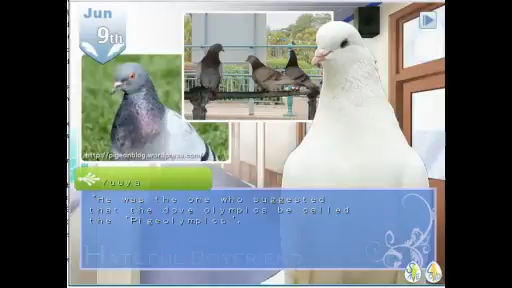 Jun
9th
http://pigeonblog.wordpress.com/
Yuuya
"He was the one who suggested
that the dove olympics be called
the "Pigeolympics".
HATEFUL BOYFRIEND